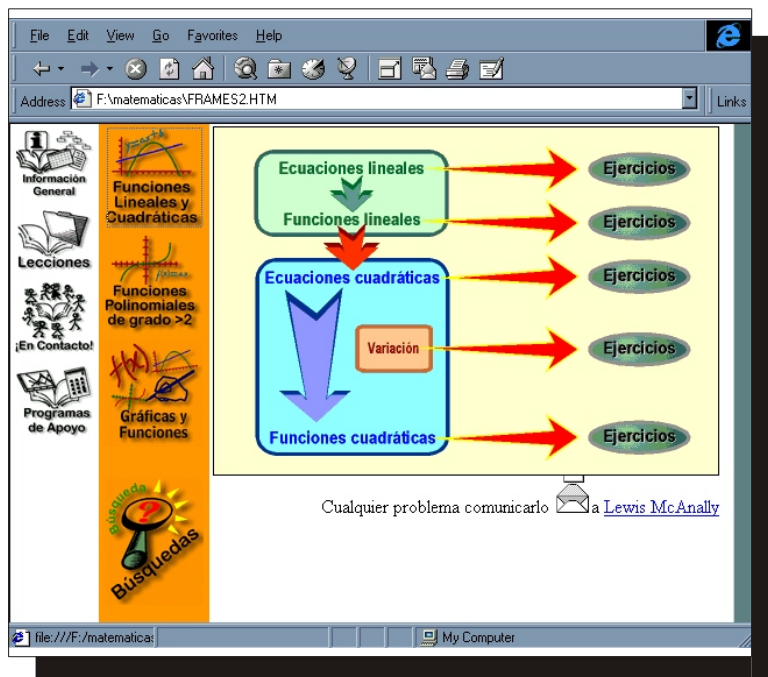 File Edit View Go Favorites Help
Address F:\matematicas\FRAMES2.HTM Links
Información
General
Lecciones
¡En Contacto!
Programas
de Apoyo
y=ax+b
Funciones
Lineales y
Cuadráticas
Funciones
Polinomiales
de grado >2
f(x)
Gráficas y
Funciones
Búsqueda
?
Búsquedas
Ecuaciones lineales
Ejercicios
Funciones lineales
Ejercicios
Ecuaciones cuadráticas
Ejercicios
Variación
Ejercicios
Funciones cuadráticas
Ejercicios
Cualquier problema comunicarlo a Lewis McAnally
file:///F:/matematica: My Computer